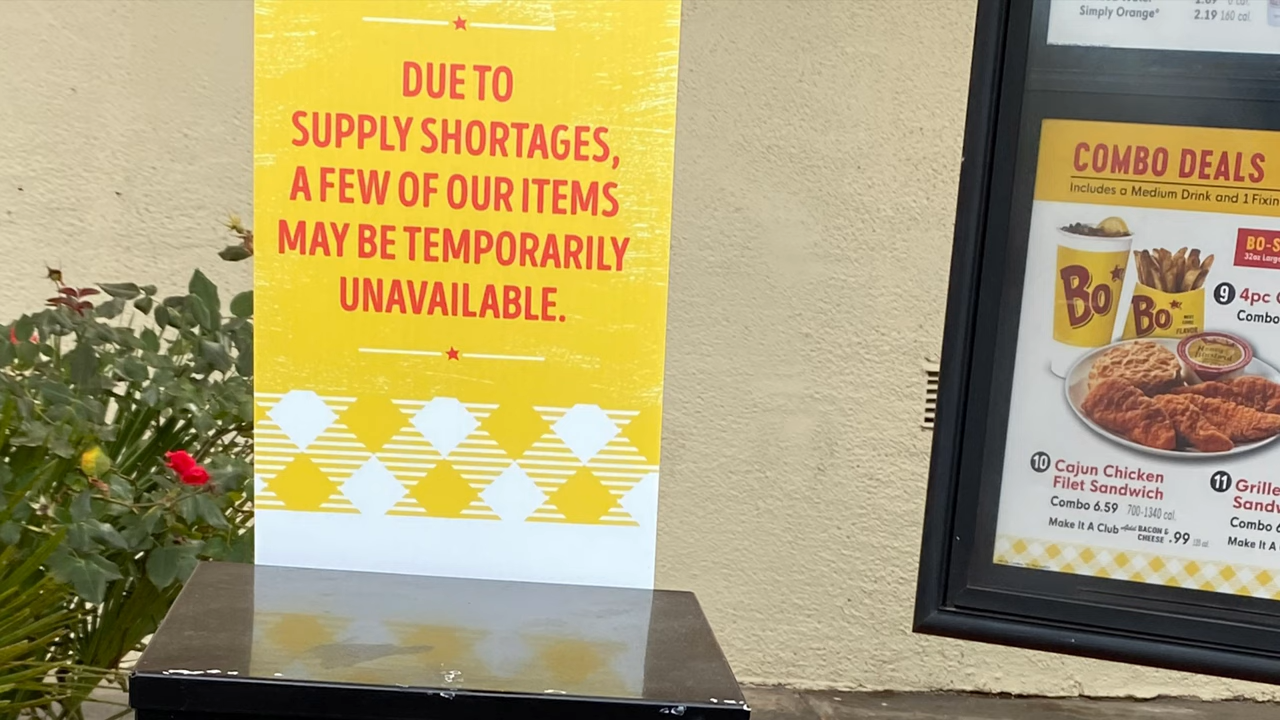 DUE TO
SUPPLY SHORTAGES,
A FEW OF OUR ITEMS
MAY BE TEMPORARILY
UNAVAILABLE.
Simply Orange®
2.19 160 cal.
COMBO DEALS
Includes a Medium Drink and 1 Fixin
BO-S
32oz Large
Bo
Bo
9 4pc
Combo
10 Cajun Chicken
Filet Sandwich
Combo 6.59 700-1340 cal.
Make It A Club Add BACON &
CHEESE .99
11 Grille
Sandw
Combo 6
Make It A